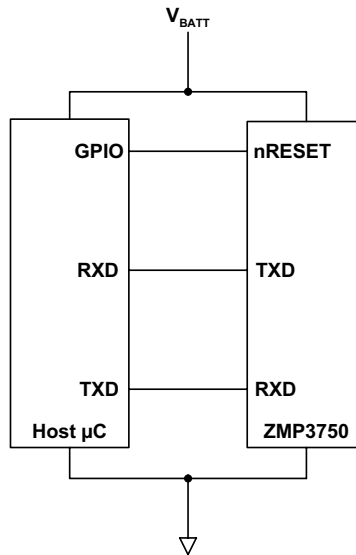 V_BATT
GPIO nRESET
RXD TXD
TXD RXD
Host µC ZMP3750